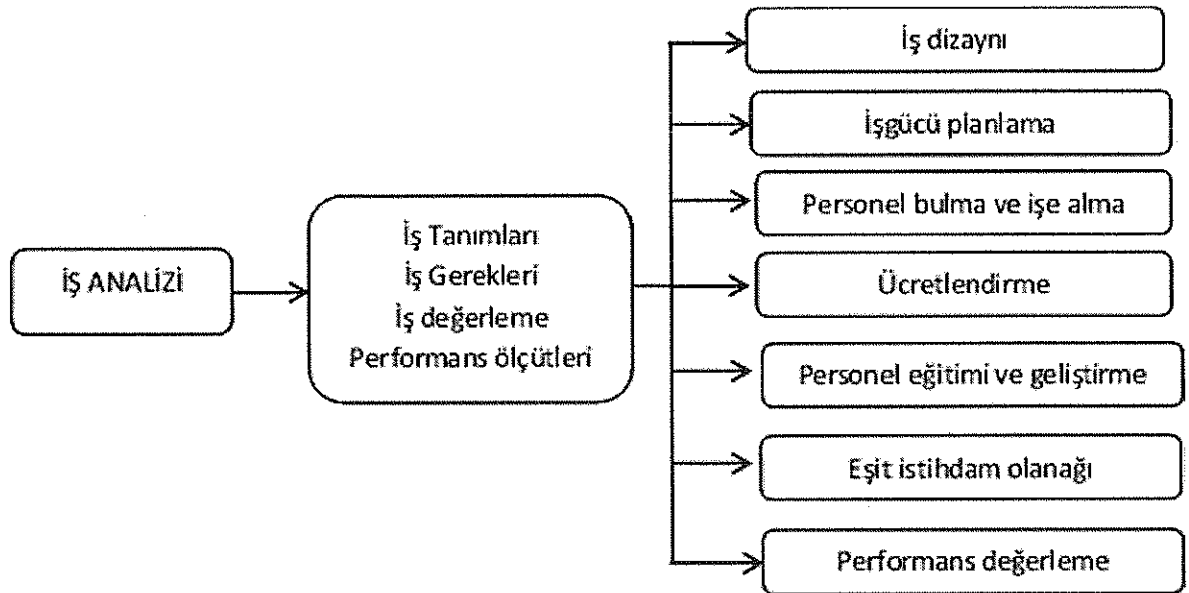 İŞ ANALİZİ
İş Tanımları
İş Gerekleri
İş değerleme
Performans ölçütleri
İş dizaynı
İşgücü planlama
Personel bulma ve işe alma
Ücretlendirme
Personel eğitimi ve geliştirme
Eşit istihdam olanağı
Performans değerleme